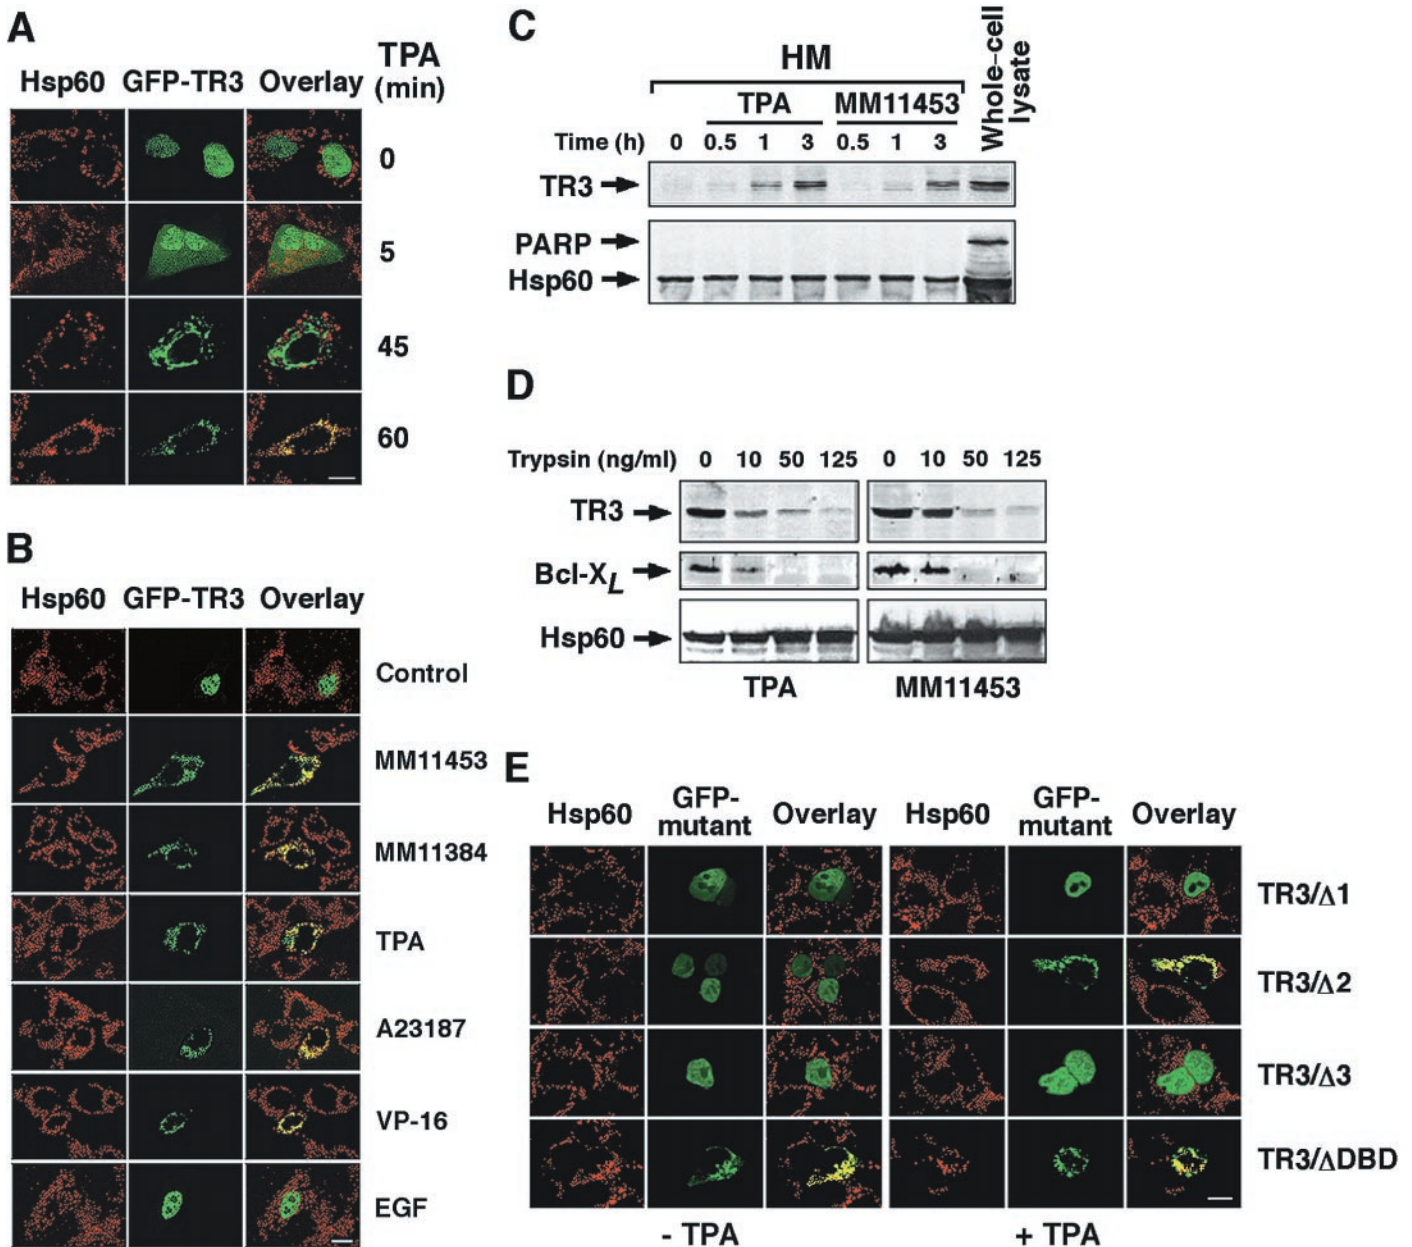 A
TPA
(min)
Hsp60 GFP-TR3 Overlay
0
5
45
60
B
Hsp60 GFP-TR3 Overlay
Control
MM11453
MM11384
TPA
A23187
VP-16
EGF
C
HM
Whole-cell
lysate
TPA MM11453
Time (h) 0 0.5 1 3 0.5 1 3
TR3
PARP
Hsp60
D
Trypsin (ng/ml) 0 10 50 125 0 10 50 125
TR3
Bcl-XL
Hsp60
TPA MM11453
E
Hsp60 GFP-mutant Overlay Hsp60 GFP-mutant Overlay
TR3/Δ1
TR3/Δ2
TR3/Δ3
TR3/ΔDBD
- TPA + TPA